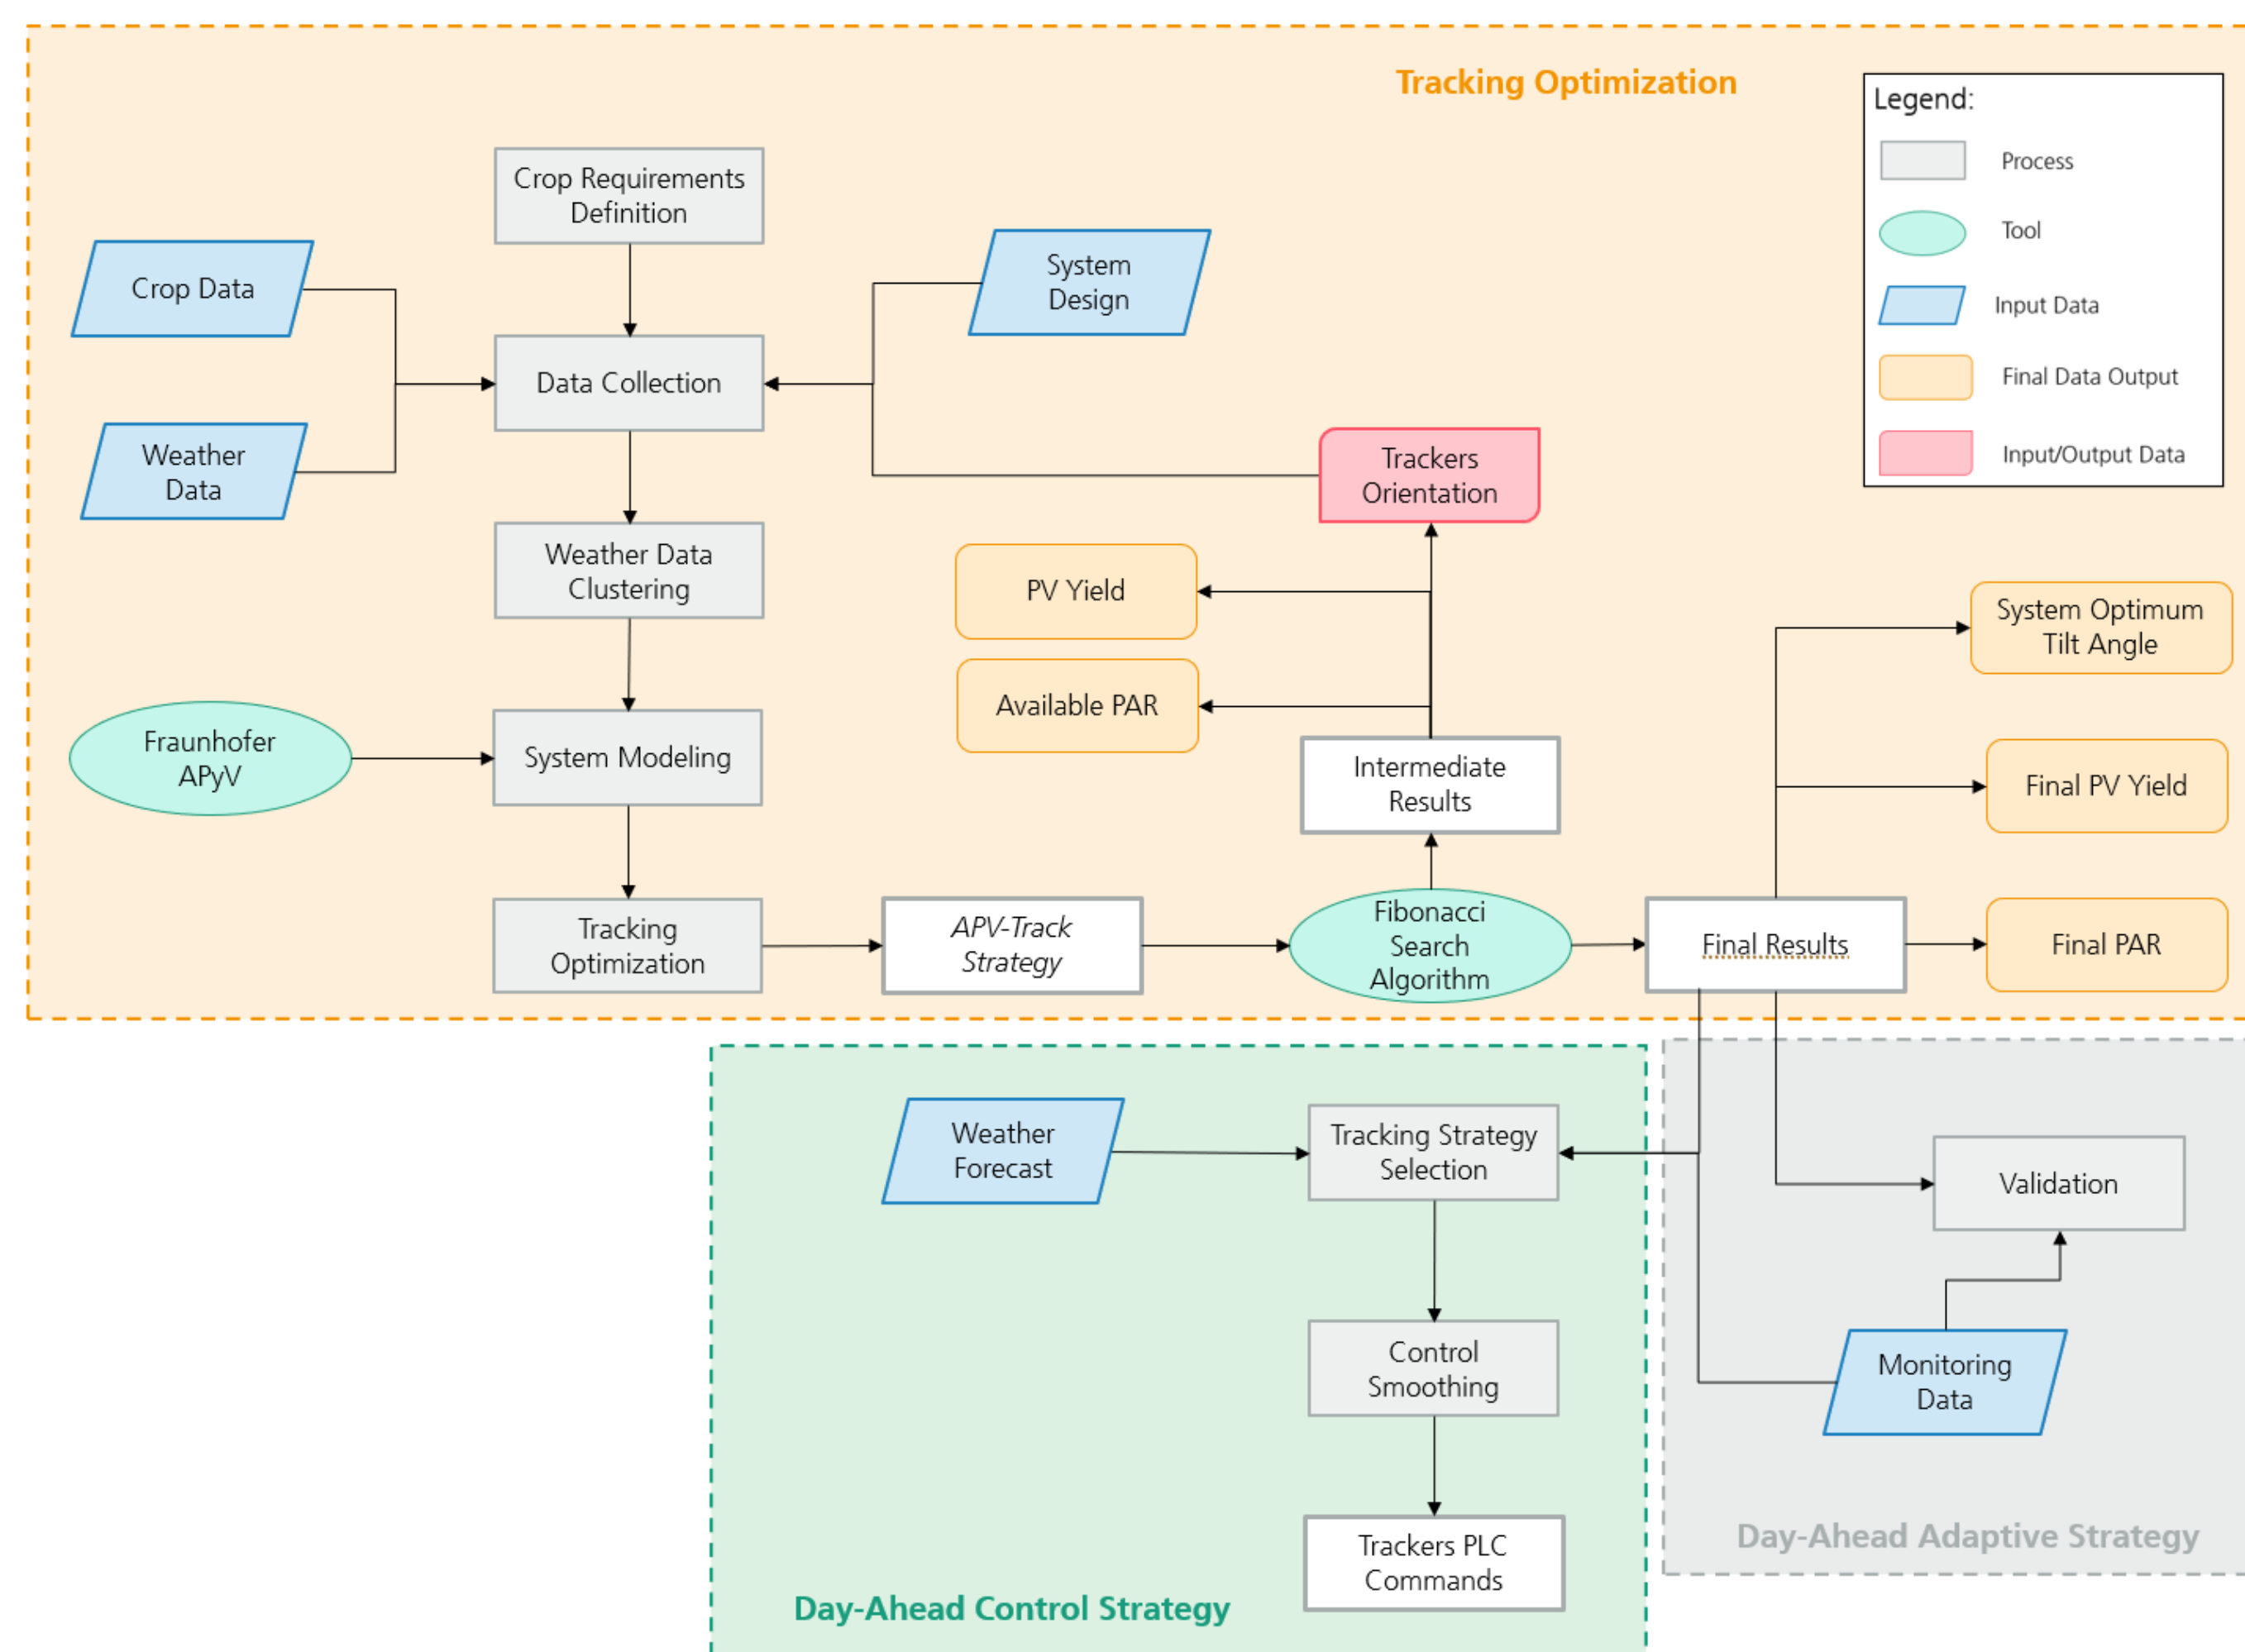 Tracking Optimization
Legend:
Process
Tool
Input Data
Final Data Output
Input/Output Data
Crop Requirements
Definition
Crop Data
System
Design
Data Collection
Weather
Data
Trackers
Orientation
Weather Data
Clustering
PV Yield
System Optimum
Tilt Angle
Available PAR
Fraunhofer
APyV
System Modeling
Intermediate
Results
Final PV Yield
Tracking
Optimization
APV-Track
Strategy
Fibonacci
Search
Algorithm
Final Results
Final PAR
Weather
Forecast
Tracking Strategy
Selection
Validation
Control
Smoothing
Monitoring
Data
Trackers PLC
Commands
Day-Ahead Adaptive Strategy
Day-Ahead Control Strategy